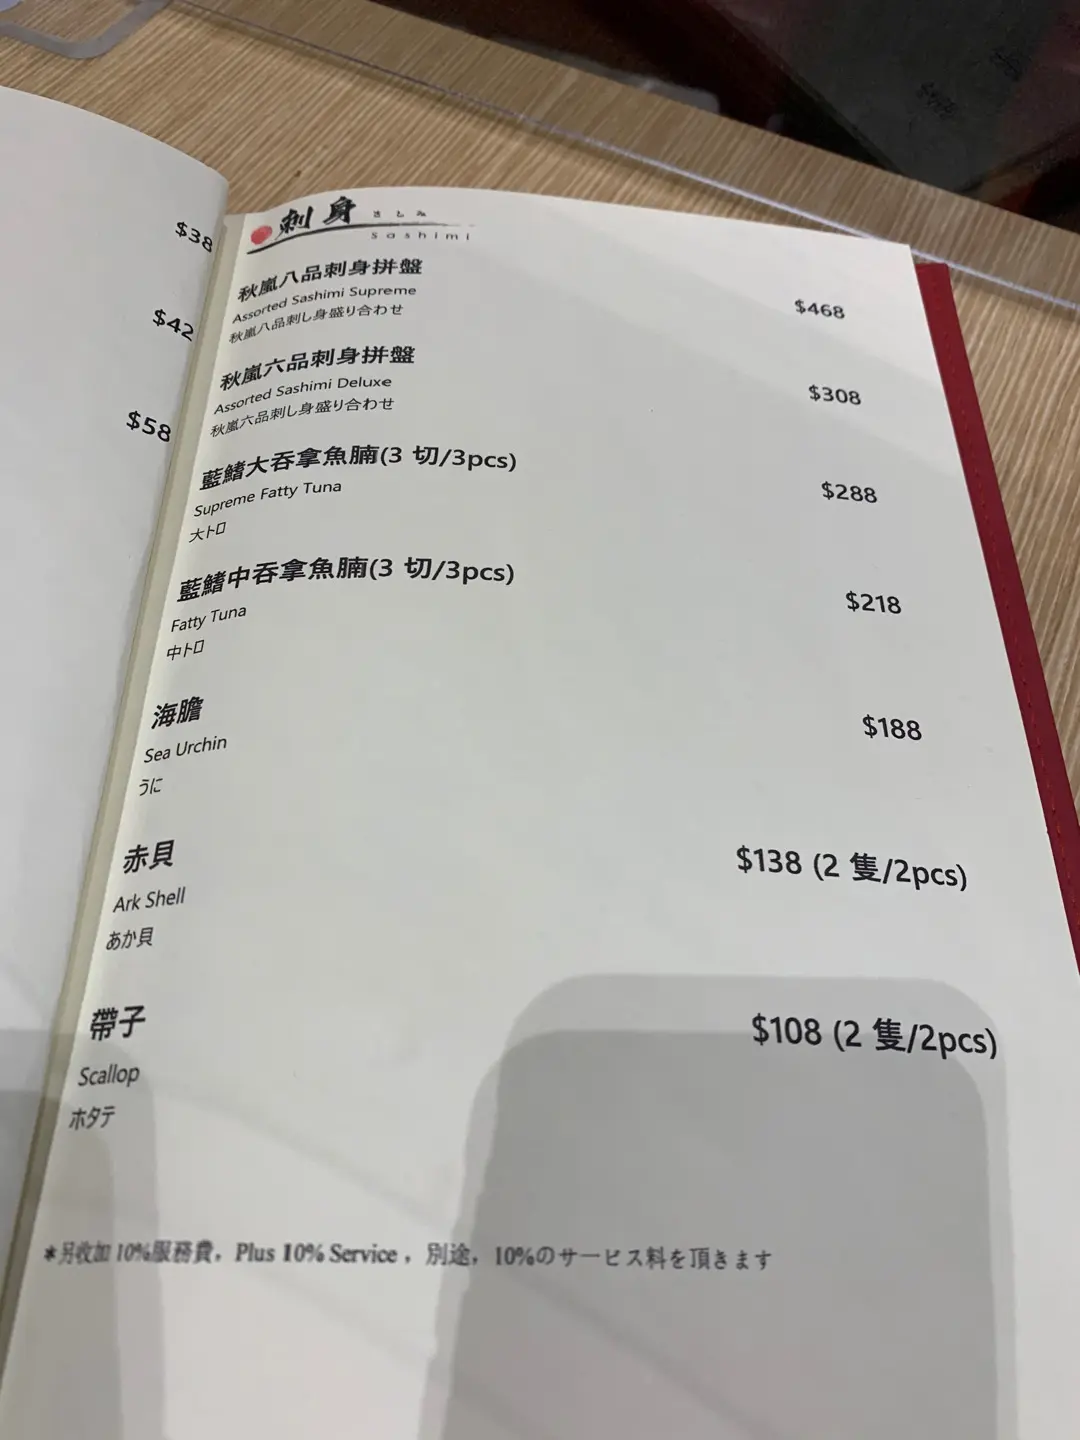 $38
$42
$58
刺身 さしみ
Sashimi
秋嵐八品刺身拼盤
Assorted Sashimi Supreme
秋嵐八品刺し身盛り合わせ
$468
秋嵐六品刺身拼盤
Assorted Sashimi Deluxe
秋嵐六品刺し身盛り合わせ
$308
藍鰭大吞拿魚腩(3 切/3pcs)
Supreme Fatty Tuna
大トロ
$288
藍鰭中吞拿魚腩(3 切/3pcs)
Fatty Tuna
中トロ
$218
海膽
Sea Urchin
うに
$188
赤貝
Ark Shell
あか貝
$138 (2 隻/2pcs)
帶子
Scallop
ホタテ
$108 (2 隻/2pcs)
*另收加 10%服務費，Plus 10% Service，別途，10%のサービス料を頂きます